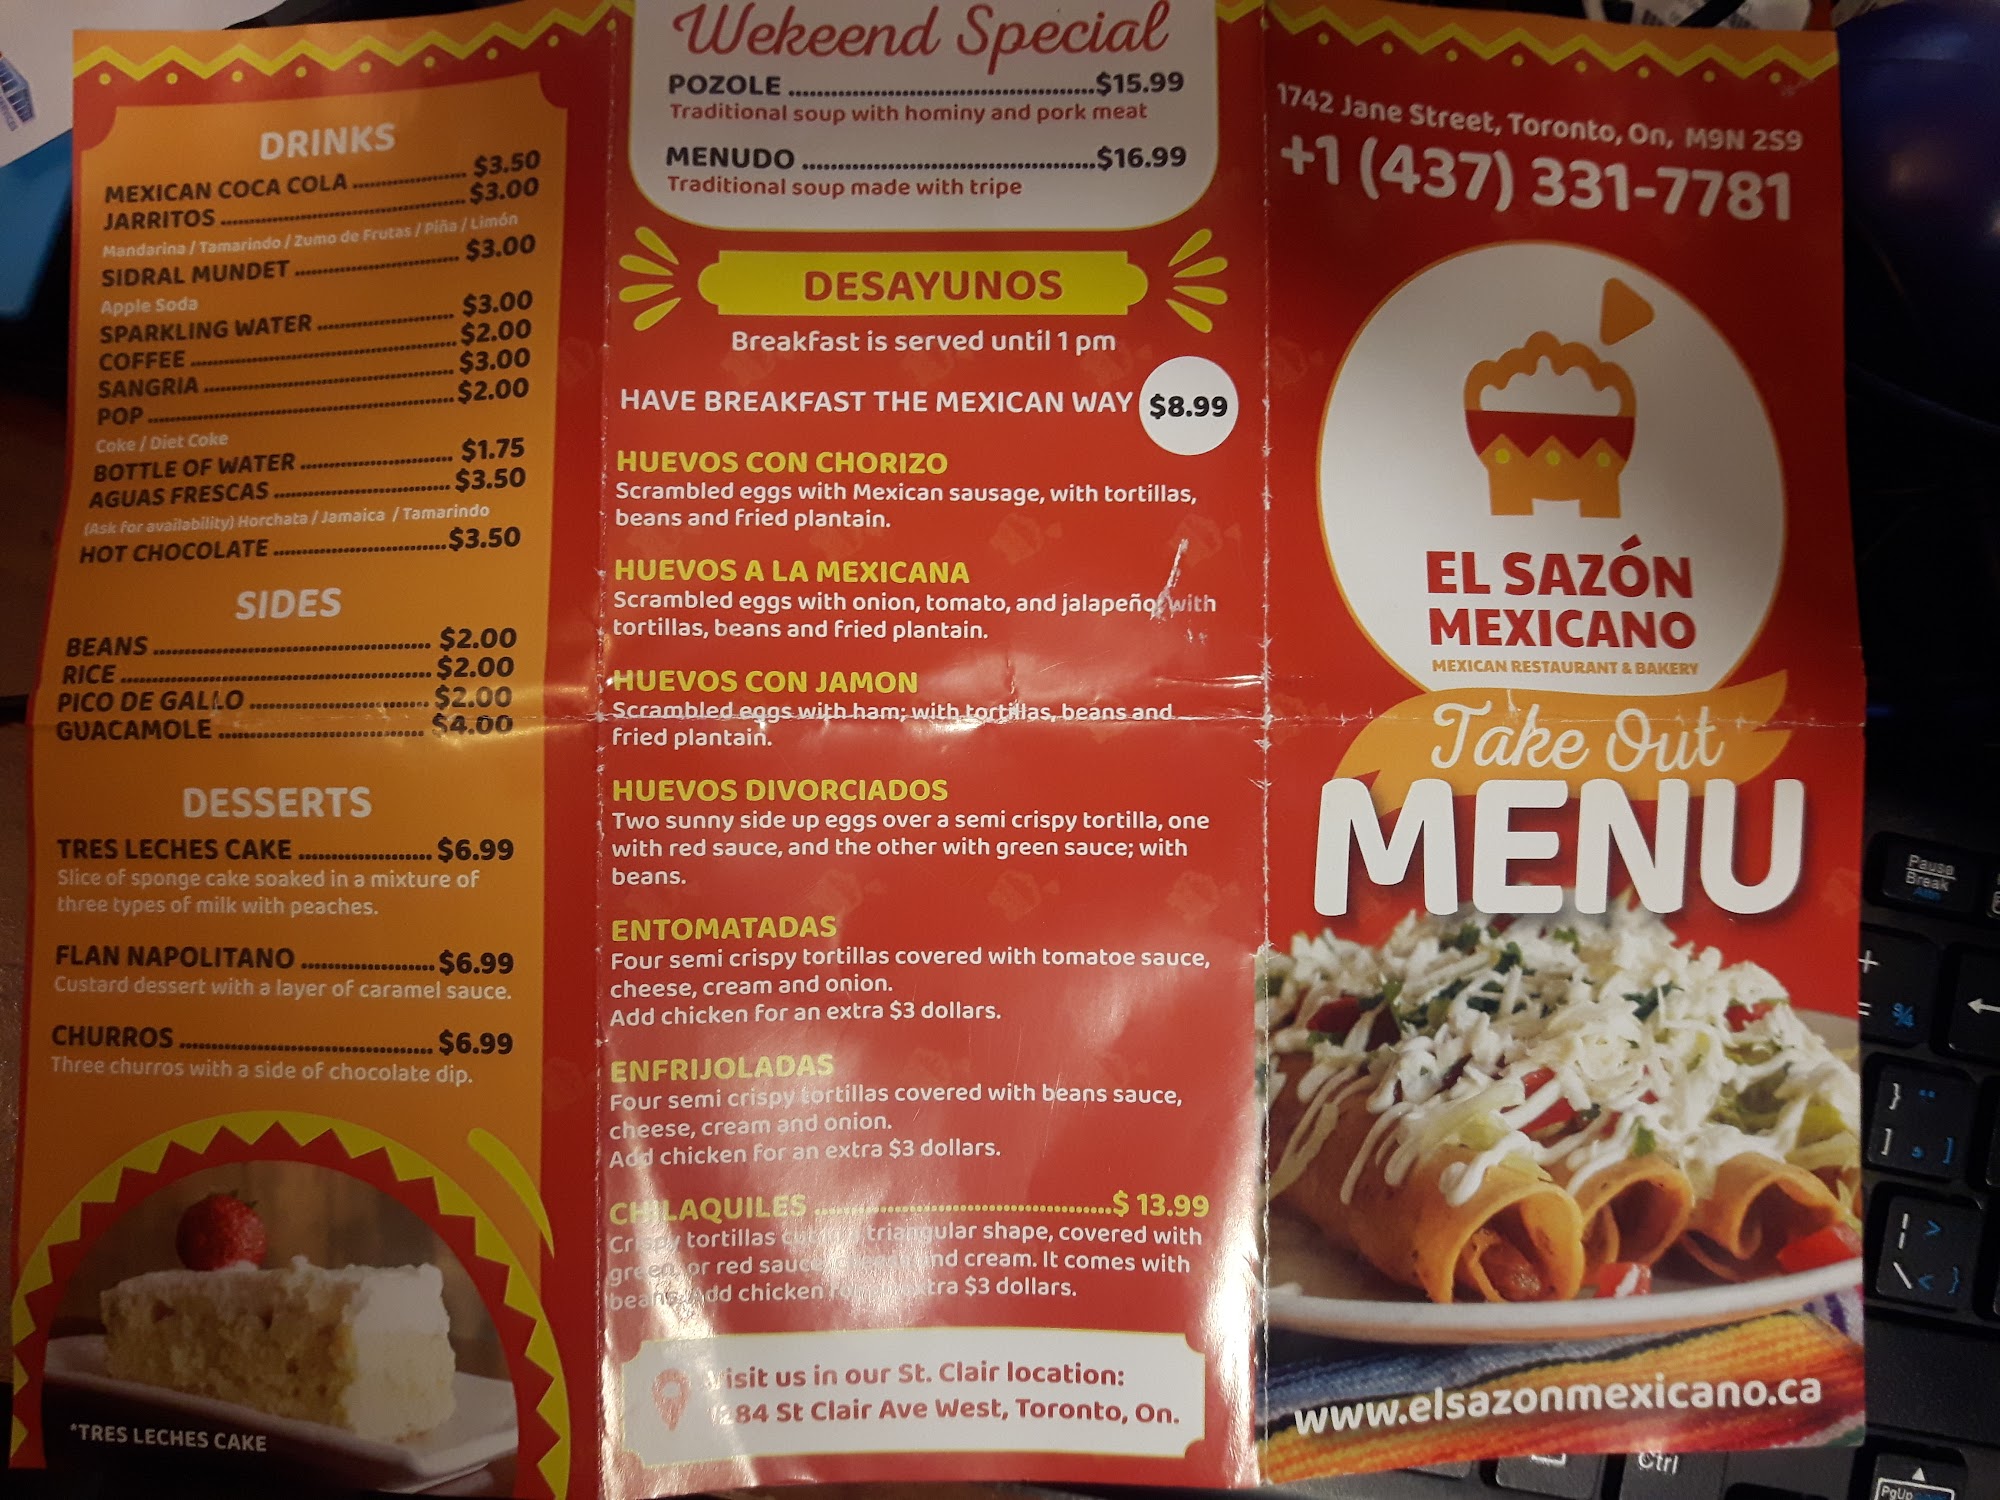 DRINKS
MEXICAN COCA COLA ........ $3.50
JARRITOS ........ $3.00
Mandarina / Tamarindo / Zumo de Frutas / Piña / Limón
SIDRAL MUNDET ........ $3.00
Apple Soda
SPARKLING WATER ........ $3.00
COFFEE ........ $2.00
SANGRIA ........ $3.00
POP ........ $2.00
Coke / Diet Coke
BOTTLE OF WATER ........ $1.75
AGUAS FRESCAS ........ $3.50
(Ask for availability) Horchata / Jamaica / Tamarindo
HOT CHOCOLATE ........ $3.50
SIDES
BEANS ........ $2.00
RICE ........ $2.00
PICO DE GALLO ........ $2.00
GUACAMOLE ........ $4.00
DESSERTS
TRES LECHES CAKE ........ $6.99
Slice of sponge cake soaked in a mixture of
three types of milk with peaches.
FLAN NAPOLITANO ........ $6.99
Custard dessert with a layer of caramel sauce.
CHURROS ........ $6.99
Three churros with a side of chocolate dip.
*TRES LECHES CAKE
Wekeend Special
POZOLE ........ $15.99
Traditional soup with hominy and pork meat
MENUDO ........ $16.99
Traditional soup made with tripe
DESAYUNOS
Breakfast is served until 1 pm
HAVE BREAKFAST THE MEXICAN WAY $8.99
HUEVOS CON CHORIZO
Scrambled eggs with Mexican sausage, with tortillas,
beans and fried plantain.
HUEVOS A LA MEXICANA
Scrambled eggs with onion, tomato, and jalapeño, with
tortillas, beans and fried plantain.
HUEVOS CON JAMON
Scrambled eggs with ham; with tortillas, beans and
fried plantain.
HUEVOS DIVORCIADOS
Two sunny side up eggs over a semi crispy tortilla, one
with red sauce, and the other with green sauce; with
beans.
ENTOMATADAS
Four semi crispy tortillas covered with tomatoe sauce,
cheese, cream and onion.
Add chicken for an extra $3 dollars.
ENFRIJOLADAS
Four semi crispy tortillas covered with beans sauce,
cheese, cream and onion.
Add chicken for an extra $3 dollars.
CHILAQUILES ........ $ 13.99
Crispy tortillas triangular shape, covered with
green, or red sauce and cream. It comes with
beans. Add chicken extra $3 dollars.
Visit us in our St. Clair location:
St Clair Ave West, Toronto, On.
1742 Jane Street, Toronto, On, M9N 2S9
+1 (437) 331-7781
EL SAZÓN
MEXICANO
MEXICAN RESTAURANT & BAKERY
Take Out
MENU
www.elsazonmexicano.ca
Pause
Break
Ctrl
PgUp